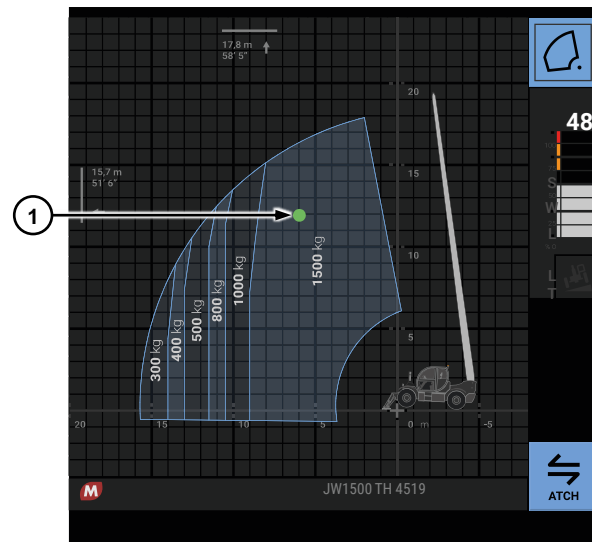 17,8 m
58' 5"
48
20
15,7 m
51' 6"
15
S
W
L
1
10
1500 kg
1000 kg
800 kg
500 kg
400 kg
300 kg
L
T
5
20
15
10
5
0 m
-5
ATCH
M
JW1500 TH 4519